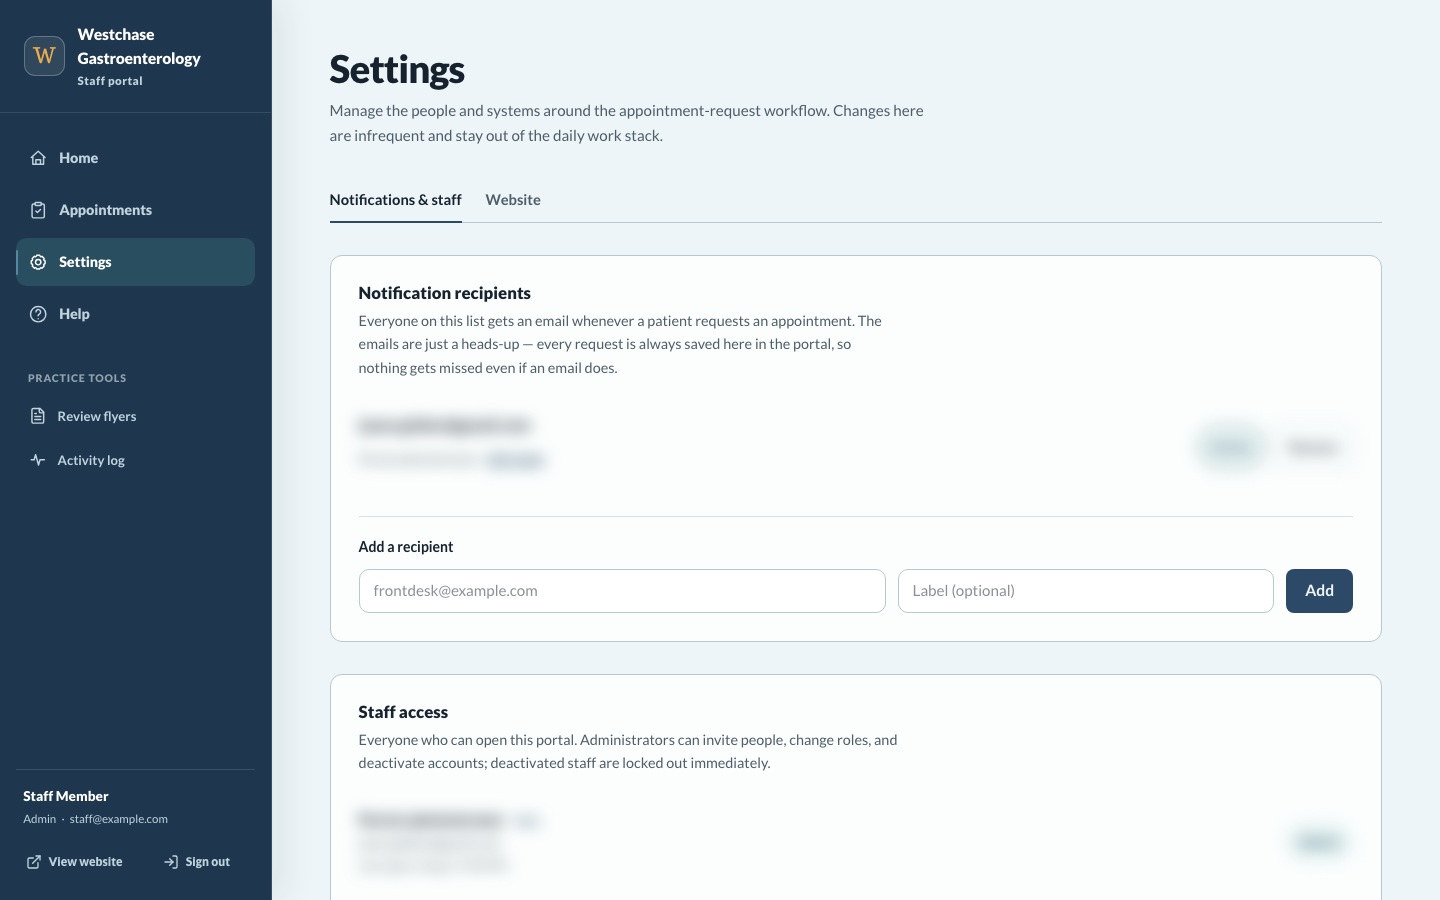 W
Westchase
Gastroenterology
Staff portal
Home
Appointments
Settings
Help
PRACTICE TOOLS
Review flyers
Activity log
Staff Member
Admin · staff@example.com
View website
Sign out
Settings
Manage the people and systems around the appointment-request workflow. Changes here
are infrequent and stay out of the daily work stack.
Notifications & staff
Website
Notification recipients
Everyone on this list gets an email whenever a patient requests an appointment. The
emails are just a heads-up — every request is always saved here in the portal, so
nothing gets missed even if an email does.
Add a recipient
frontdesk@example.com
Label (optional)
Add
Staff access
Everyone who can open this portal. Administrators can invite people, change roles, and
deactivate accounts; deactivated staff are locked out immediately.